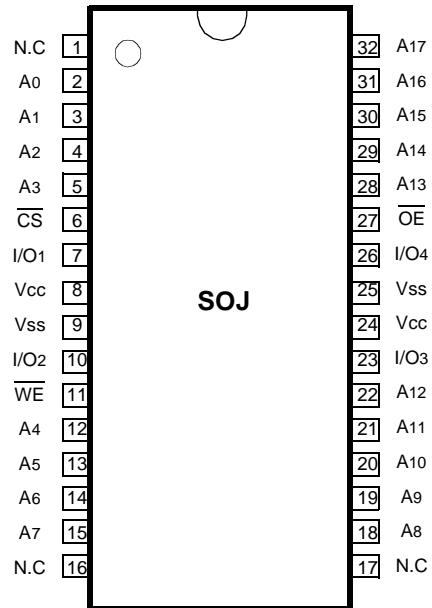 N.C 1 32 A17
A0 2 31 A16
A1 3 30 A15
A2 4 29 A14
A3 5 28 A13
C̅S̅ 6 27 O̅E̅
I/O1 7 26 I/O4
Vcc 8 25 Vss
SOJ
Vss 9 24 Vcc
I/O2 10 23 I/O3
W̅E̅ 11 22 A12
A4 12 21 A11
A5 13 20 A10
A6 14 19 A9
A7 15 18 A8
N.C 16 17 N.C